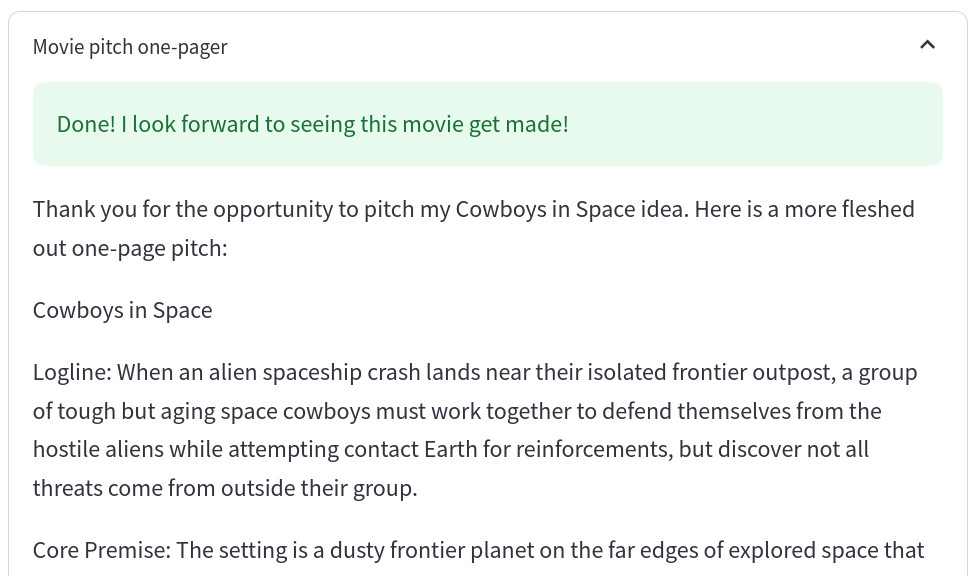 Movie pitch one-pager
Done! I look forward to seeing this movie get made!
Thank you for the opportunity to pitch my Cowboys in Space idea. Here is a more fleshed
out one-page pitch:
Cowboys in Space
Logline: When an alien spaceship crash lands near their isolated frontier outpost, a group
of tough but aging space cowboys must work together to defend themselves from the
hostile aliens while attempting contact Earth for reinforcements, but discover not all
threats come from outside their group.
Core Premise: The setting is a dusty frontier planet on the far edges of explored space that